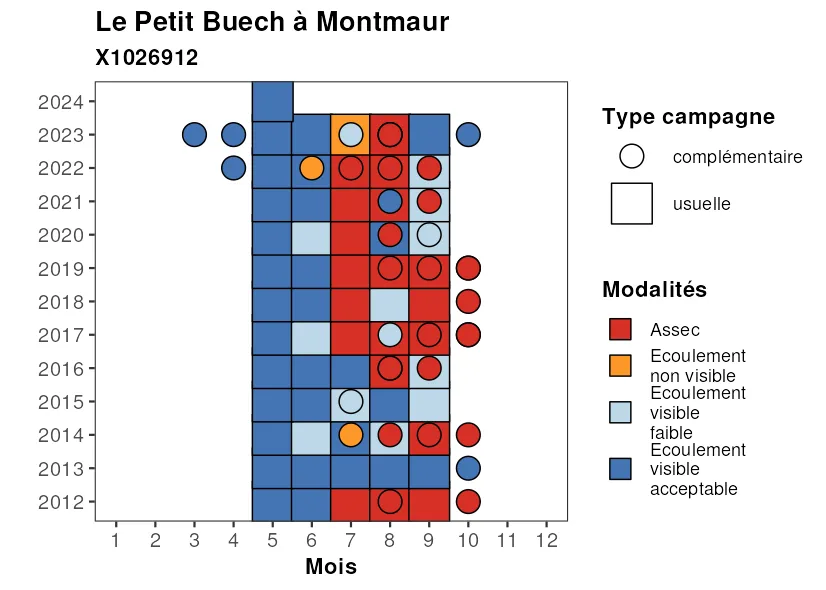 Le Petit Buech à Montmaur
X1026912
2024
2023
2022
2021
2020
2019
2018
2017
2016
2015
2014
2013
2012
1 2 3 4 5 6 7 8 9 10 11 12
Mois
Type campagne
complémentaire
usuelle
Modalités
Assec
Ecoulement
non visible
Ecoulement
visible
faible
Ecoulement
visible
acceptable